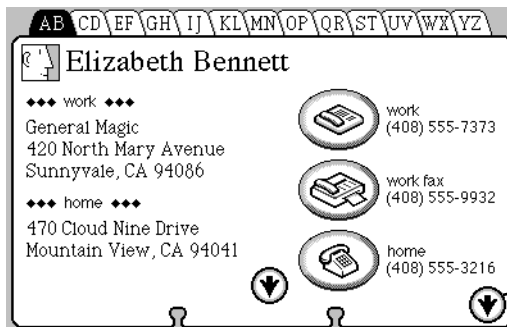 AB CD EF GH IJ KL MN OP QR ST UV WX YZ
Elizabeth Bennett
work
General Magic
420 North Mary Avenue
Sunnyvale, CA 94086
home
470 Cloud Nine Drive
Mountain View, CA 94041
work
(408) 555-7373
work fax
(408) 555-9932
home
(408) 555-3216